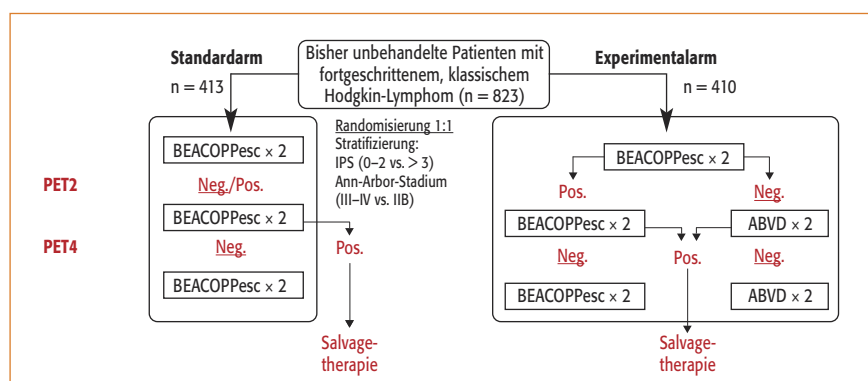 Standardarm
n = 413
Bisher unbehandelte Patienten mit
fortgeschrittenem, klassischem
Hodgkin-Lymphom (n = 823)
Experimentalarm
n = 410
Randomisierung 1:1
Stratifizierung:
IPS (0–2 vs. > 3)
Ann-Arbor-Stadium
(III–IV vs. IIB)
BEACOPPesc × 2
BEACOPPesc × 2
PET2
Neg./Pos.
Pos.
Neg.
BEACOPPesc × 2
BEACOPPesc × 2
ABVD × 2
PET4
Neg.
Pos.
Neg.
Pos.
Neg.
BEACOPPesc × 2
BEACOPPesc × 2
ABVD × 2
Salvage-
therapie
Salvage-
therapie